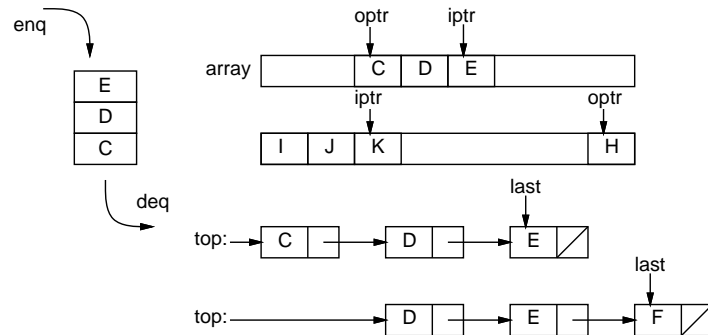 enq
E
D
C
deq
optr iptr
array C D E
iptr optr
I J K H
last
top: C D E
last
top: D E F